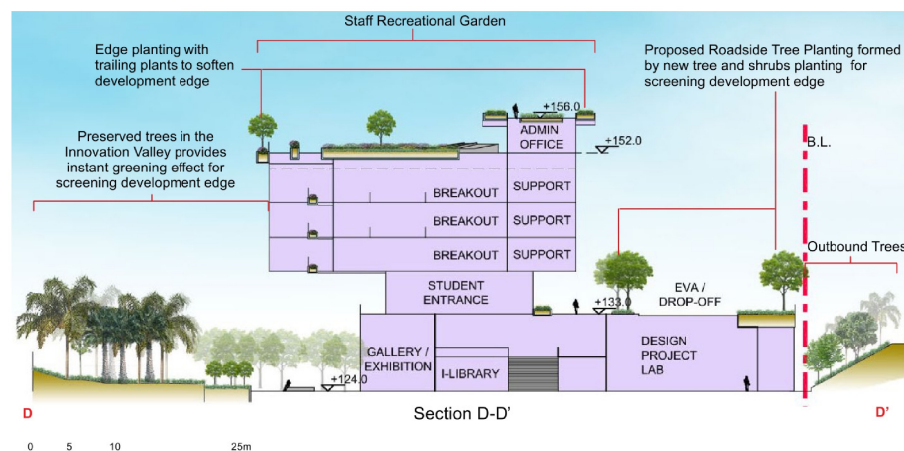 Staff Recreational Garden
Edge planting with
trailing plants to soften
development edge
Proposed Roadside Tree Planting formed
by new tree and shrubs planting for
screening development edge
Preserved trees in the
Innovation Valley provides
instant greening effect for
screening development edge
+156.0
ADMIN
OFFICE
+152.0
B.L.
BREAKOUT
SUPPORT
BREAKOUT
SUPPORT
BREAKOUT
SUPPORT
Outbound Trees
STUDENT
ENTRANCE
EVA /
DROP-OFF
+133.0
GALLERY /
EXHIBITION
I-LIBRARY
DESIGN
PROJECT
LAB
+124.0
D
Section D-D'
D'
0 5 10 25m